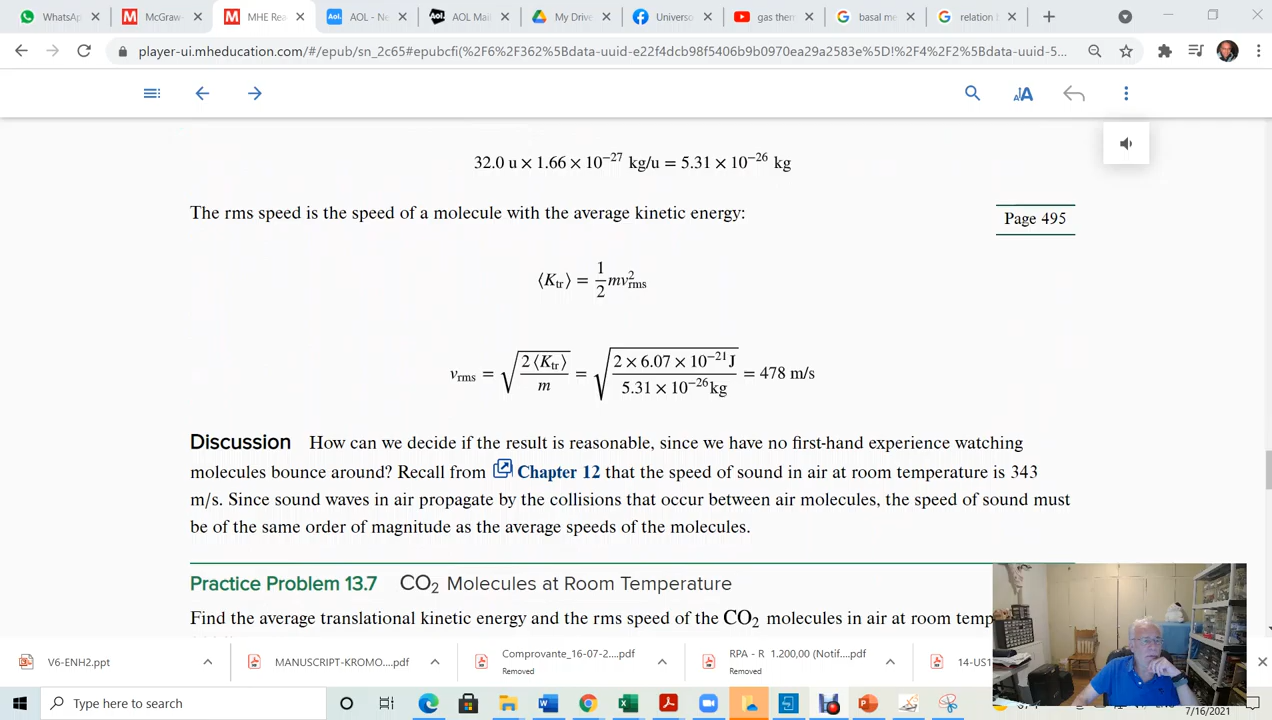 WhatsAp
McGraw-
MHE Rea
AOL - Ne
Aol.
AOL Mail
My Drive
Universo
gas ther
basal me
relation
player-ui.mheducation.com/#/epub/sn_2c65#epubcfi(%2F6%2F362%5Bdata-uuid-e22f4dcb98f5406b9b0970ea292583e%5D!%2F4%2F2%5Bdata-uuid-5...
AA
32.0 u × 1.66 × 10⁻²⁷ kg/u = 5.31 × 10⁻²⁶ kg
The rms speed is the speed of a molecule with the average kinetic energy:
Page 495
⟨Ktr⟩ = 1/2 mv²rms
vrms = √(2 ⟨Ktr⟩ / m) = √(2 × 6.07 × 10⁻²¹ J / 5.31 × 10⁻²⁶ kg) = 478 m/s
Discussion How can we decide if the result is reasonable, since we have no first-hand experience watching
molecules bounce around? Recall from Chapter 12 that the speed of sound in air at room temperature is 343
m/s. Since sound waves in air propagate by the collisions that occur between air molecules, the speed of sound must
be of the same order of magnitude as the average speeds of the molecules.
Practice Problem 13.7 CO₂ Molecules at Room Temperature
Find the average translational kinetic energy and the rms speed of the CO₂ molecules in air at room temp
V6-ENH2.ppt
MANUSCRIPT-KROMO....pdf
Comprovante_16-07-2....pdf
Removed
RPA - R 1.200,00 (Notif....pdf
Removed
14-US1
Type here to search
7/16/2021